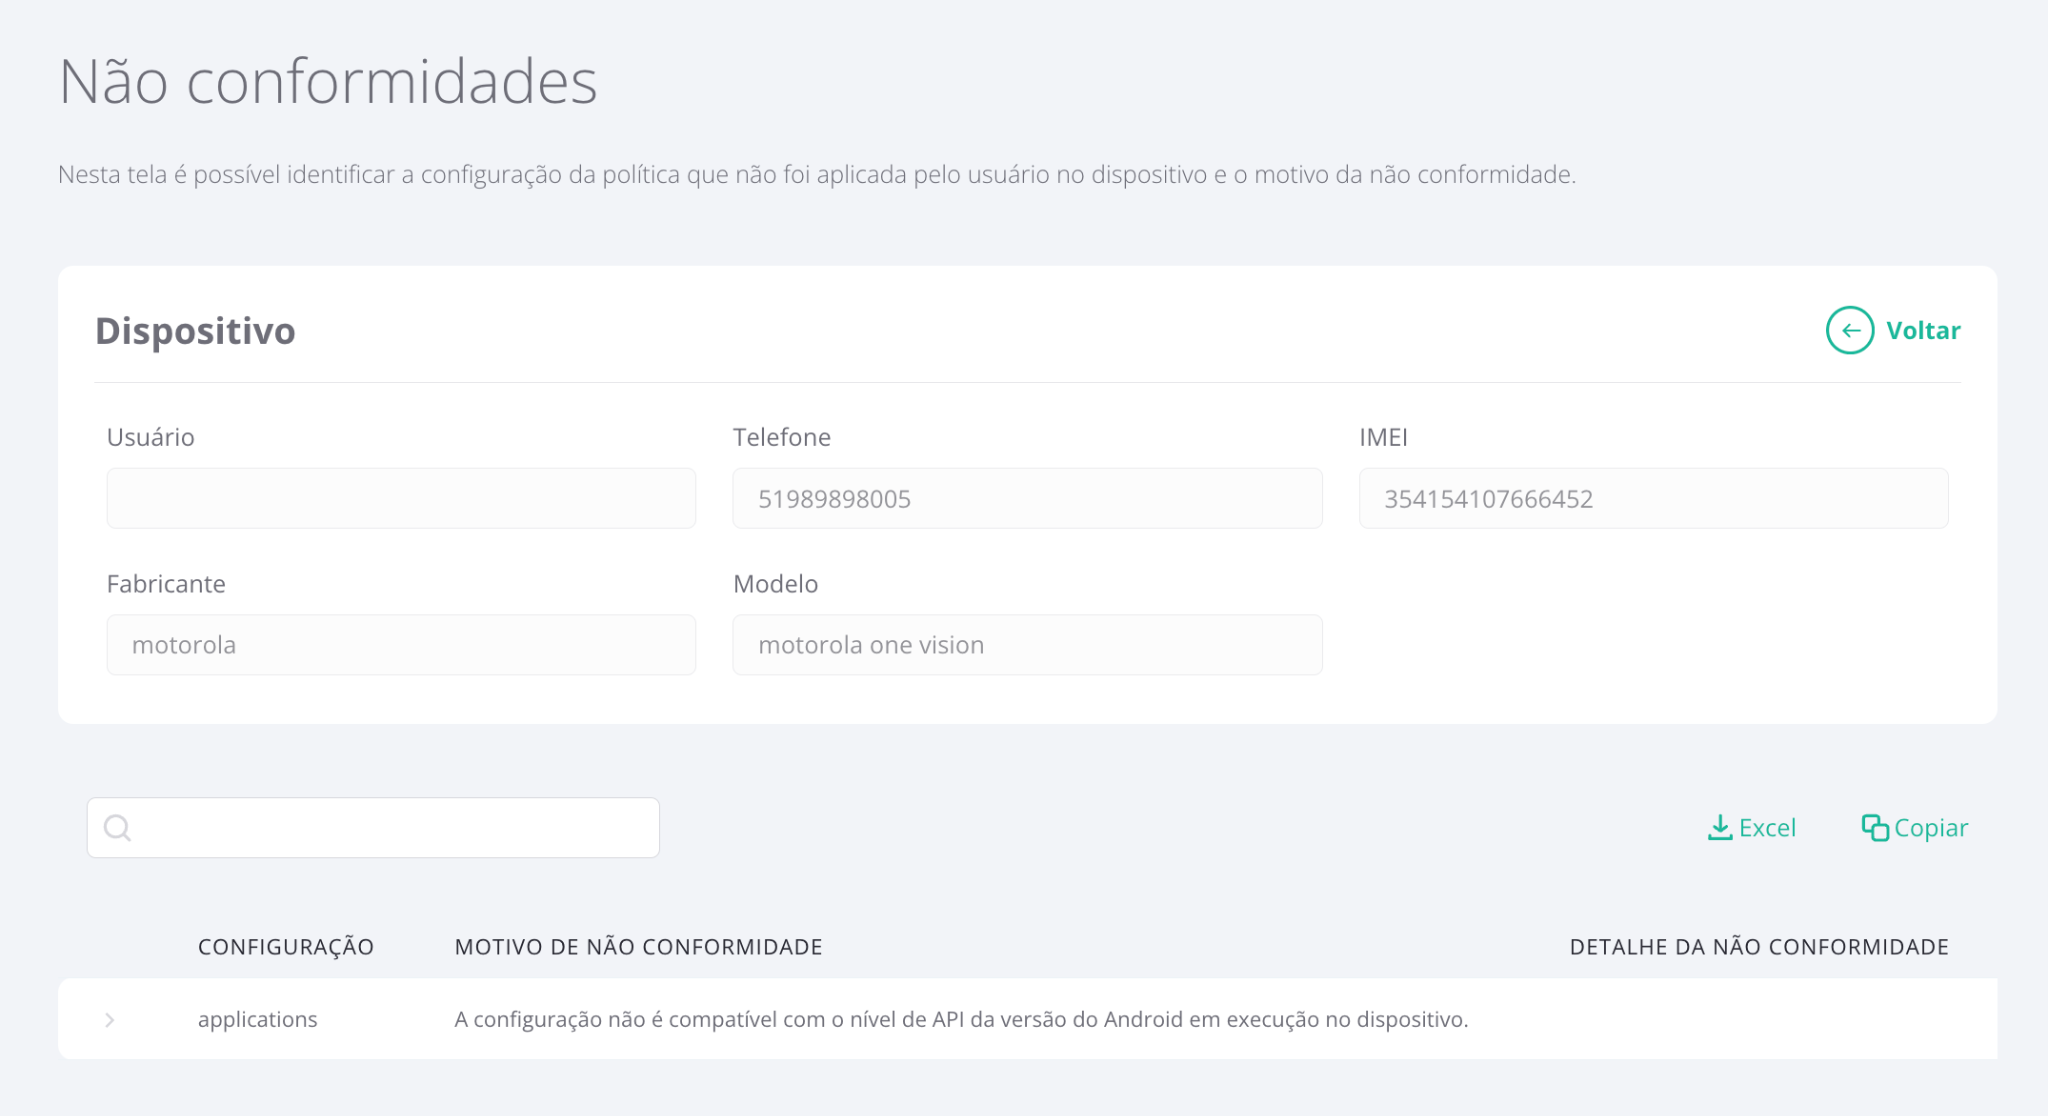 Não conformidades
Nesta tela é possível identificar a configuração da política que não foi aplicada pelo usuário no dispositivo e o motivo da não conformidade.
Dispositivo
Voltar
Usuário
Telefone
IMEI
51989898005
354154107666452
Fabricante
Modelo
motorola
motorola one vision
Excel
Copiar
CONFIGURAÇÃO
MOTIVO DE NÃO CONFORMIDADE
DETALHE DA NÃO CONFORMIDADE
applications
A configuração não é compatível com o nível de API da versão do Android em execução no dispositivo.